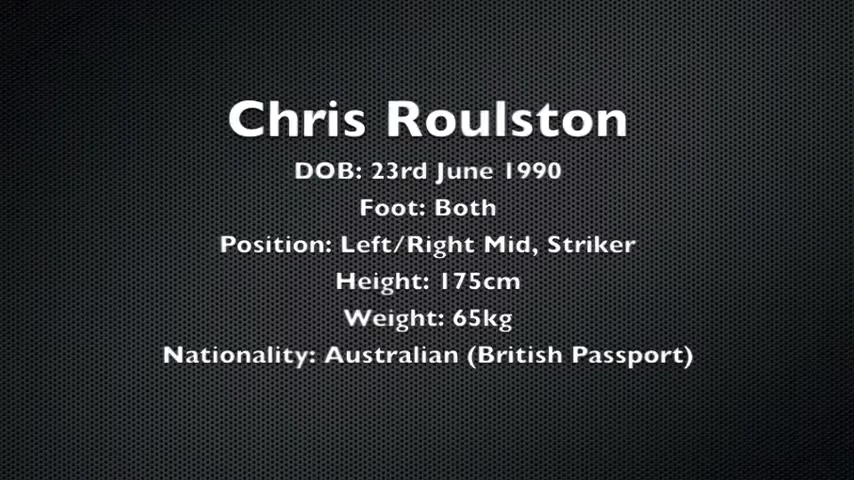 Chris Roulston
DOB: 23rd June 1990
Foot: Both
Position: Left/Right Mid, Striker
Height: 175cm
Weight: 65kg
Nationality: Australian (British Passport)